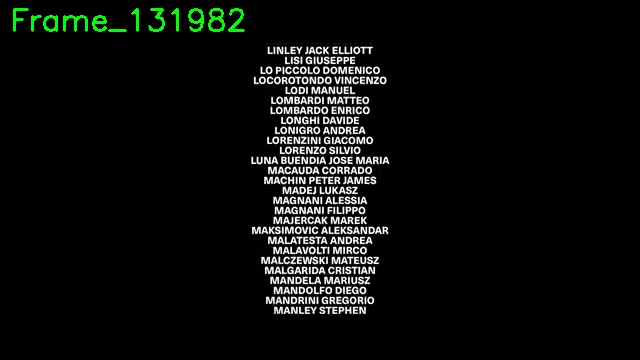 Frame_131982
LINLEY JACK ELLIOTT
LISI GIUSEPPE
LO PICCOLO DOMENICO
LOCOROTONDO VINCENZO
LODI MANUEL
LOMBARDI MATTEO
LOMBARDO ENRICO
LONGHI DAVIDE
LONIGRO ANDREA
LORENZINI GIACOMO
LORENZO SILVIO
LUNA BUENDIA JOSE MARIA
MACAUDA CORRADO
MACHIN PETER JAMES
MADEJ LUKASZ
MAGNANI ALESSIA
MAGNANI FILIPPO
MAJERCAK MAREK
MAKSIMOVIC ALEKSANDAR
MALATESTA ANDREA
MALAVOLTI MIRCO
MALCZEWSKI MATEUSZ
MALGARIDA CRISTIAN
MANDELA MARIUSZ
MANDOLFO DIEGO
MANDRINI GREGORIO
MANLEY STEPHEN